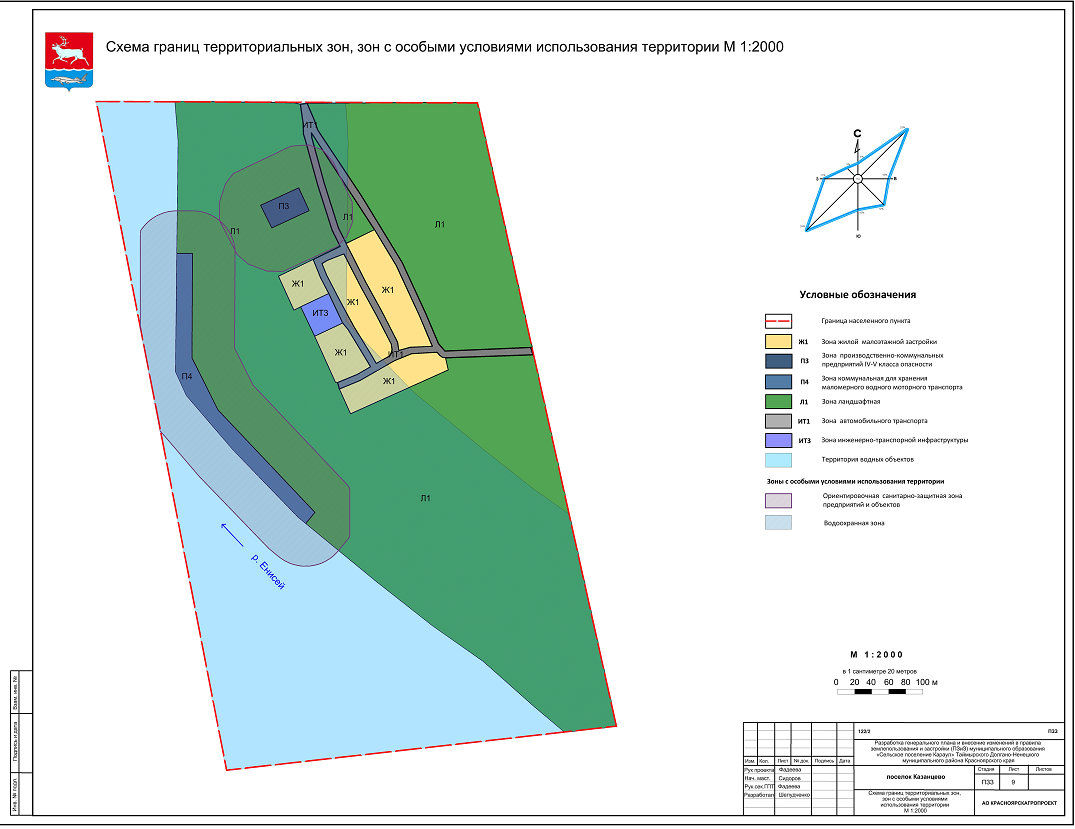 Схема границ территориальных зон, зон с особыми условиями использования территории М 1:2000
ИТ1
П3
Л1
Л1
Л1
Ж1
Ж1
Ж1
ИТ3
Ж1
ИТ1
Ж1
П4
Л1
р. Енисей
С
З
В
Ю
Условные обозначения
Граница населенного пункта
Ж1 Зона жилой малоэтажной застройки
П3 Зона производственно-коммунальных
предприятий IV-V класса опасности
П4 Зона коммунальная для хранения
маломерного водного моторного транспорта
Л1 Зона ландшафтная
ИТ1 Зона автомобильного транспорта
ИТ3 Зона инженерно-транспорной инфраструктуры
Территория водных объектов
Зоны с особыми условиями использования территории
Ориентировочная санитарно-защитная зона
предприятий и объектов
Водоохранная зона
М 1:2000
в 1 сантиметре 20 метров
0 20 40 60 80 100 м
Взам. инв. №
Подпись и дата
Инв. № подл.
122/2 ПЗЗ
Разработка генерального плана и внесение изменений в правила
землепользования и застройки (ПЗиЗ) муниципального образования
«Сельское поселение Караул» Таймырского Долгано-Ненецкого
муниципального района Красноярского края
Изм. Кол. Лист № док. Подпись Дата
Рук проекта Фадеева
Нач. маст. Сидоров
Рук.сек.ГПТ Фадеева
Разработал Шелудченко
поселок Казанцево
Стадия Лист Листов
ПЗЗ 9
Схема границ территориальных зон,
зон с особыми условиями
использования территории
М 1:2000
АО КРАСНОЯРСКАГРОПРОЕКТ